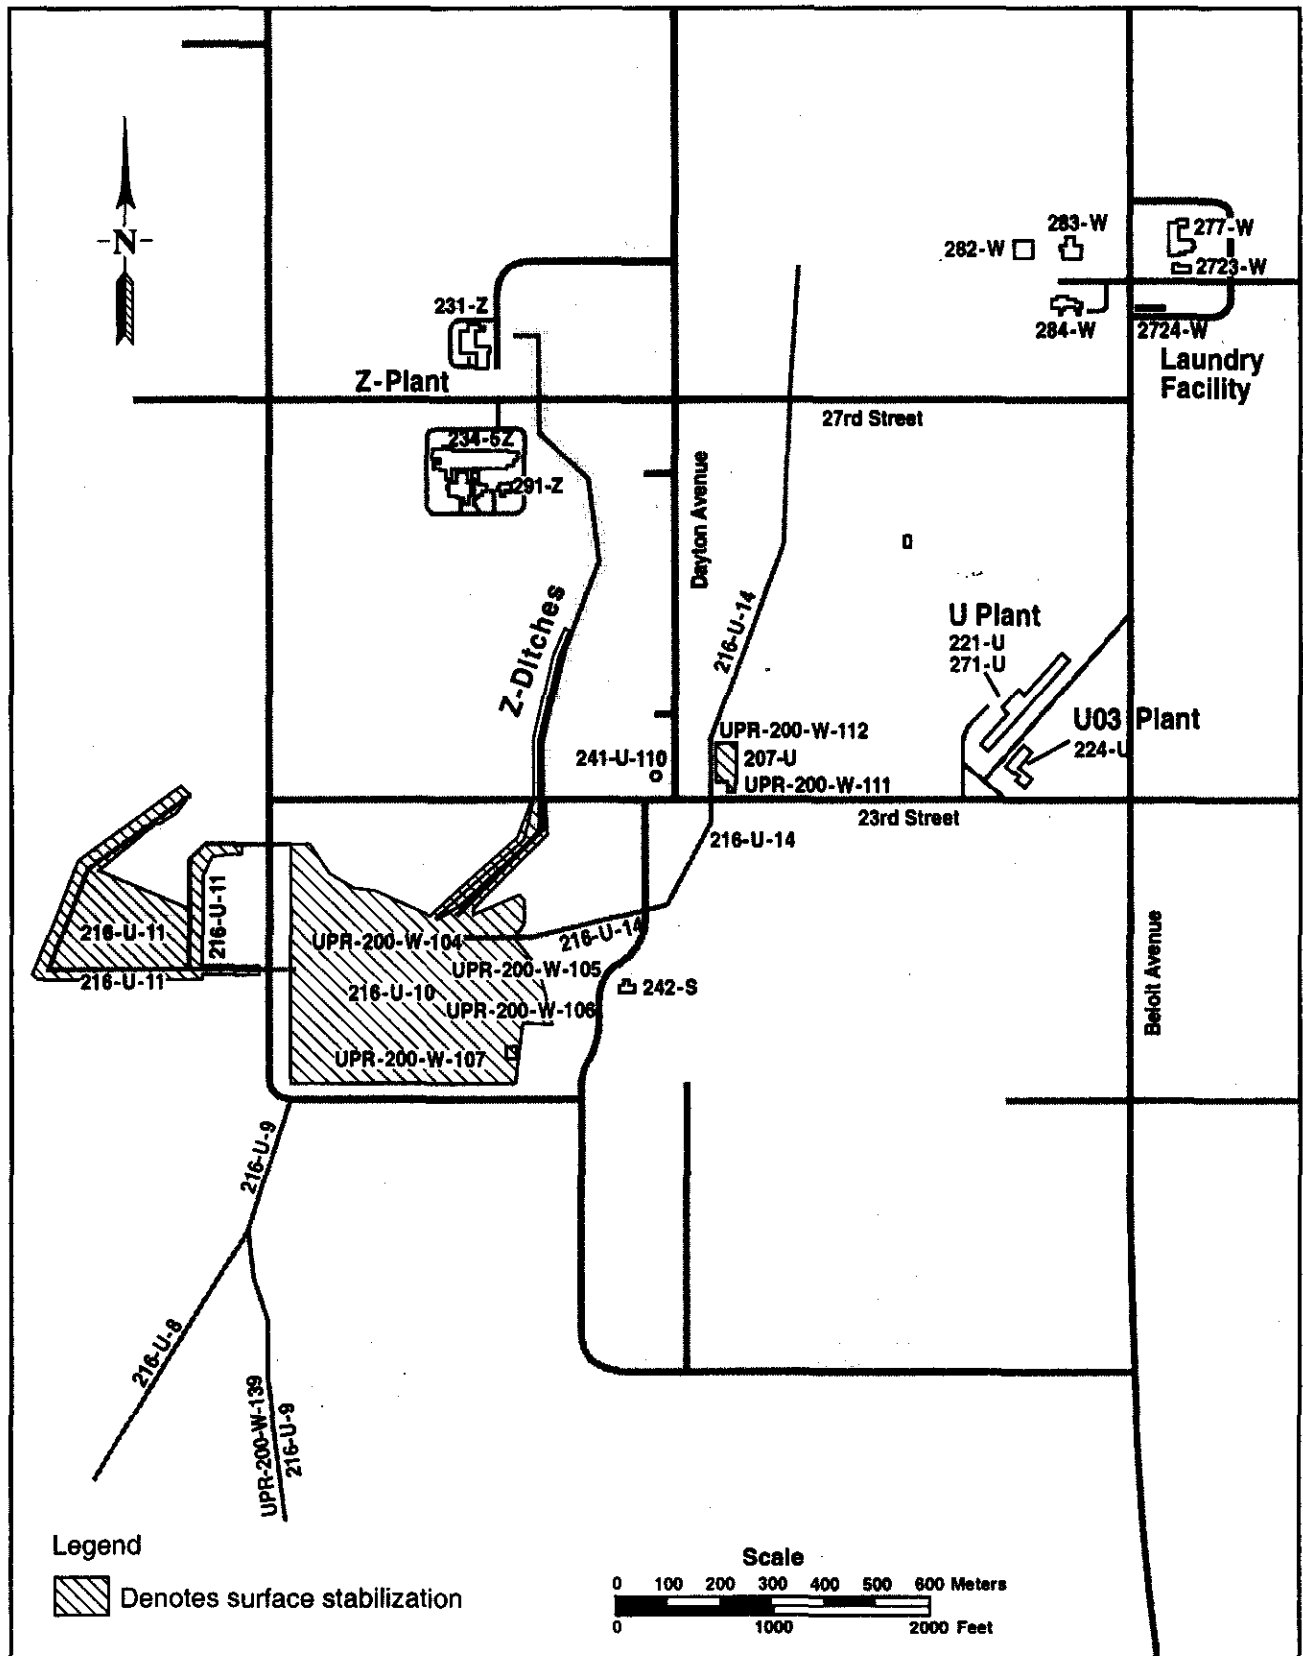 283-W
277-W
282-W
-N-
2723-W
231-Z
284-W
2724-W
Laundry
Facility
Z-Plant
27rd Street
234-5Z
291-Z
Dayton Avenue
Z-Ditches
216-U-14
U Plant
221-U
271-U
U03 Plant
224-U
UPR-200-W-112
241-U-110
207-U
UPR-200-W-111
23rd Street
216-U-14
216-U-11
216-U-11
216-U-11
UPR-200-W-104
216-U-14
UPR-200-W-105
216-U-10
242-S
UPR-200-W-106
UPR-200-W-107
Beloit Avenue
216-U-9
216-U-8
UPR-200-W-139
216-U-9
Legend
Denotes surface stabilization
Scale
0 100 200 300 400 500 600 Meters
0 1000 2000 Feet